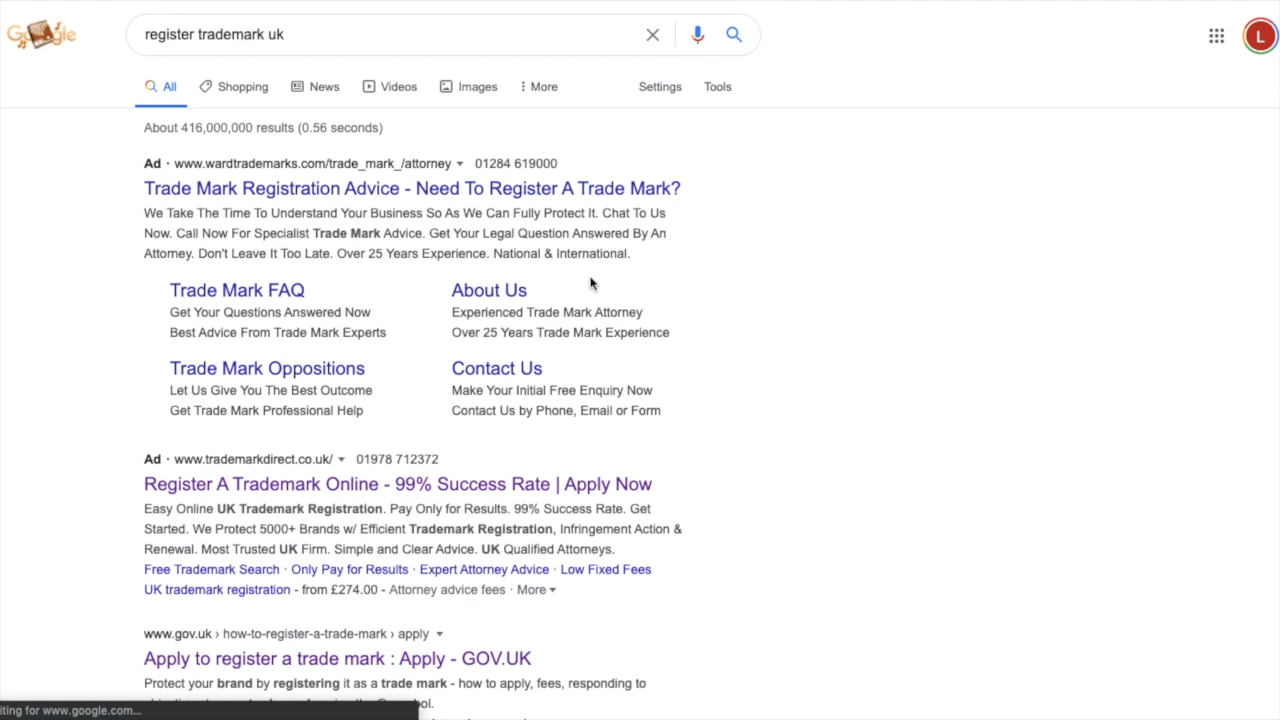 Google
register trademark uk
L
All
Shopping
News
Videos
Images
More
Settings
Tools
About 416,000,000 results (0.56 seconds)
Ad · www.wardtrademarks.com/trade_mark_/attorney 01284 619000
Trade Mark Registration Advice - Need To Register A Trade Mark?
We Take The Time To Understand Your Business So As We Can Fully Protect It. Chat To Us
Now. Call Now For Specialist Trade Mark Advice. Get Your Legal Question Answered By An
Attorney. Don't Leave It Too Late. Over 25 Years Experience. National & International.
Trade Mark FAQ
Get Your Questions Answered Now
Best Advice From Trade Mark Experts
About Us
Experienced Trade Mark Attorney
Over 25 Years Trade Mark Experience
Trade Mark Oppositions
Let Us Give You The Best Outcome
Get Trade Mark Professional Help
Contact Us
Make Your Initial Free Enquiry Now
Contact Us by Phone, Email or Form
Ad · www.trademarkdirect.co.uk/ 01978 712372
Register A Trademark Online - 99% Success Rate | Apply Now
Easy Online UK Trademark Registration. Pay Only for Results. 99% Success Rate. Get
Started. We Protect 5000+ Brands w/ Efficient Trademark Registration, Infringement Action &
Renewal. Most Trusted UK Firm. Simple and Clear Advice. UK Qualified Attorneys.
Free Trademark Search · Only Pay for Results · Expert Attorney Advice · Low Fixed Fees
UK trademark registration - from £274.00 - Attorney advice fees · More
www.gov.uk › how-to-register-a-trade-mark › apply
Apply to register a trade mark : Apply - GOV.UK
Protect your brand by registering it as a trade mark - how to apply, fees, responding to
iting for www.google.com...